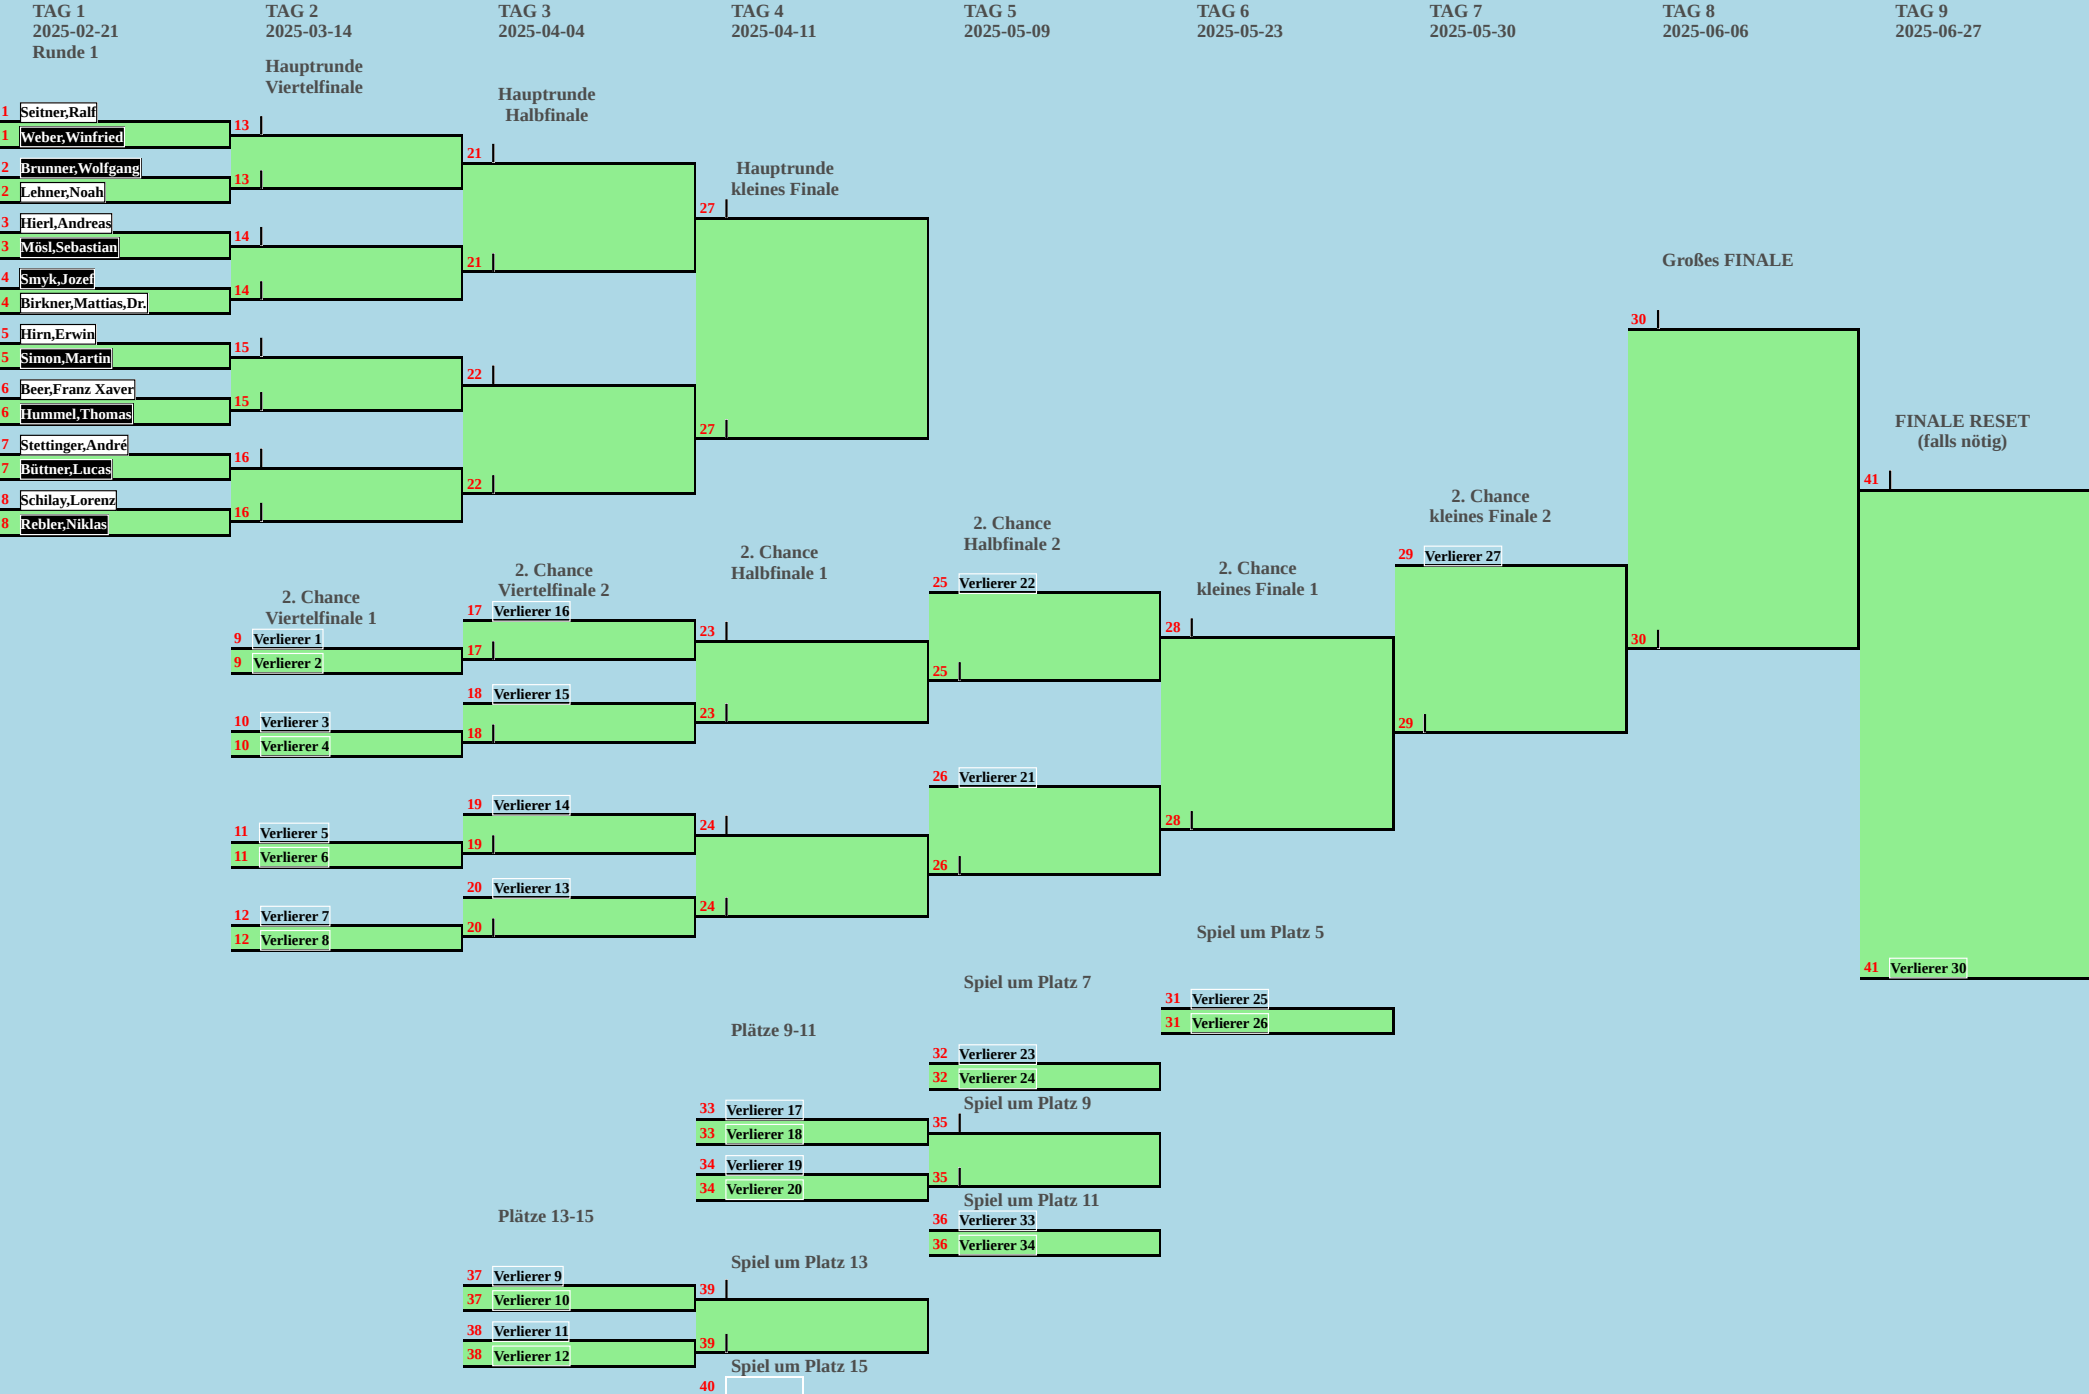 TAG 1
2025-02-21
Runde 1
1 Seitner,Ralf
1 Weber,Winfried
2 Brunner,Wolfgang
2 Lehner,Noah
3 Hierl,Andreas
3 Mösl,Sebastian
4 Smyk,Jozef
4 Birkner,Mattias,Dr.
5 Hirn,Erwin
5 Simon,Martin
6 Beer,Franz Xaver
6 Hummel,Thomas
7 Stettinger,André
7 Büttner,Lucas
8 Schilay,Lorenz
8 Rebler,Niklas
TAG 2
2025-03-14
Hauptrunde
Viertelfinale
13
13
14
14
15
15
16
16
2. Chance
Viertelfinale 1
9 Verlierer 1
9 Verlierer 2
10 Verlierer 3
10 Verlierer 4
11 Verlierer 5
11 Verlierer 6
12 Verlierer 7
12 Verlierer 8
TAG 3
2025-04-04
Hauptrunde
Halbfinale
21
21
22
22
2. Chance
Viertelfinale 2
17 Verlierer 16
17
18 Verlierer 15
18
19 Verlierer 14
19
20 Verlierer 13
20
Plätze 13-15
37 Verlierer 9
37 Verlierer 10
38 Verlierer 11
38 Verlierer 12
TAG 4
2025-04-11
Hauptrunde
kleines Finale
27
27
2. Chance
Halbfinale 1
23
23
24
24
Plätze 9-11
33 Verlierer 17
33 Verlierer 18
34 Verlierer 19
34 Verlierer 20
Spiel um Platz 13
39
39
Spiel um Platz 15
40
TAG 5
2025-05-09
2. Chance
Halbfinale 2
25 Verlierer 22
25
26 Verlierer 21
26
Spiel um Platz 7
32 Verlierer 23
32 Verlierer 24
Spiel um Platz 9
35
35
Spiel um Platz 11
36 Verlierer 33
36 Verlierer 34
TAG 6
2025-05-23
2. Chance
kleines Finale 1
28
28
Spiel um Platz 5
31 Verlierer 25
31 Verlierer 26
TAG 7
2025-05-30
2. Chance
kleines Finale 2
29 Verlierer 27
29
TAG 8
2025-06-06
Großes FINALE
30
30
TAG 9
2025-06-27
FINALE RESET
(falls nötig)
41
41 Verlierer 30